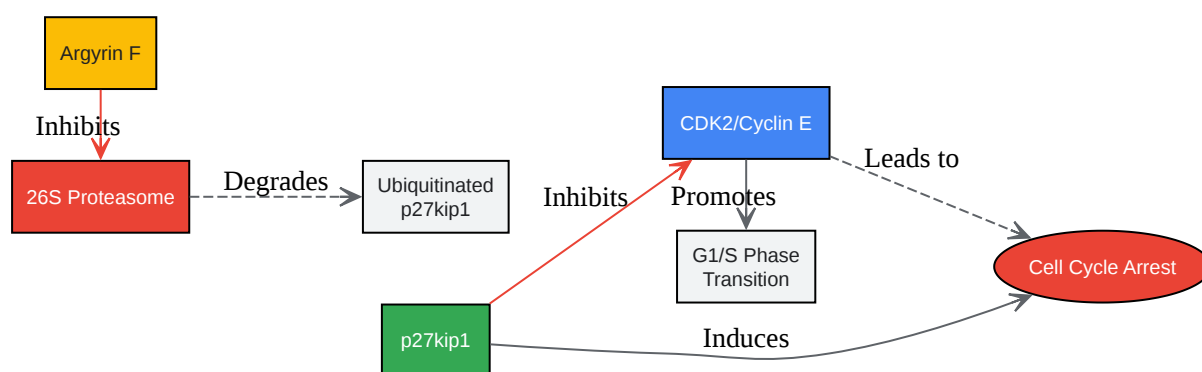 Argyrin F
Inhibits
26S Proteasome
Degrades
Ubiquitinated
p27kip1
CDK2/Cyclin E
Inhibits
Promotes
Leads to
G1/S Phase
Transition
Cell Cycle Arrest
p27kip1
Induces